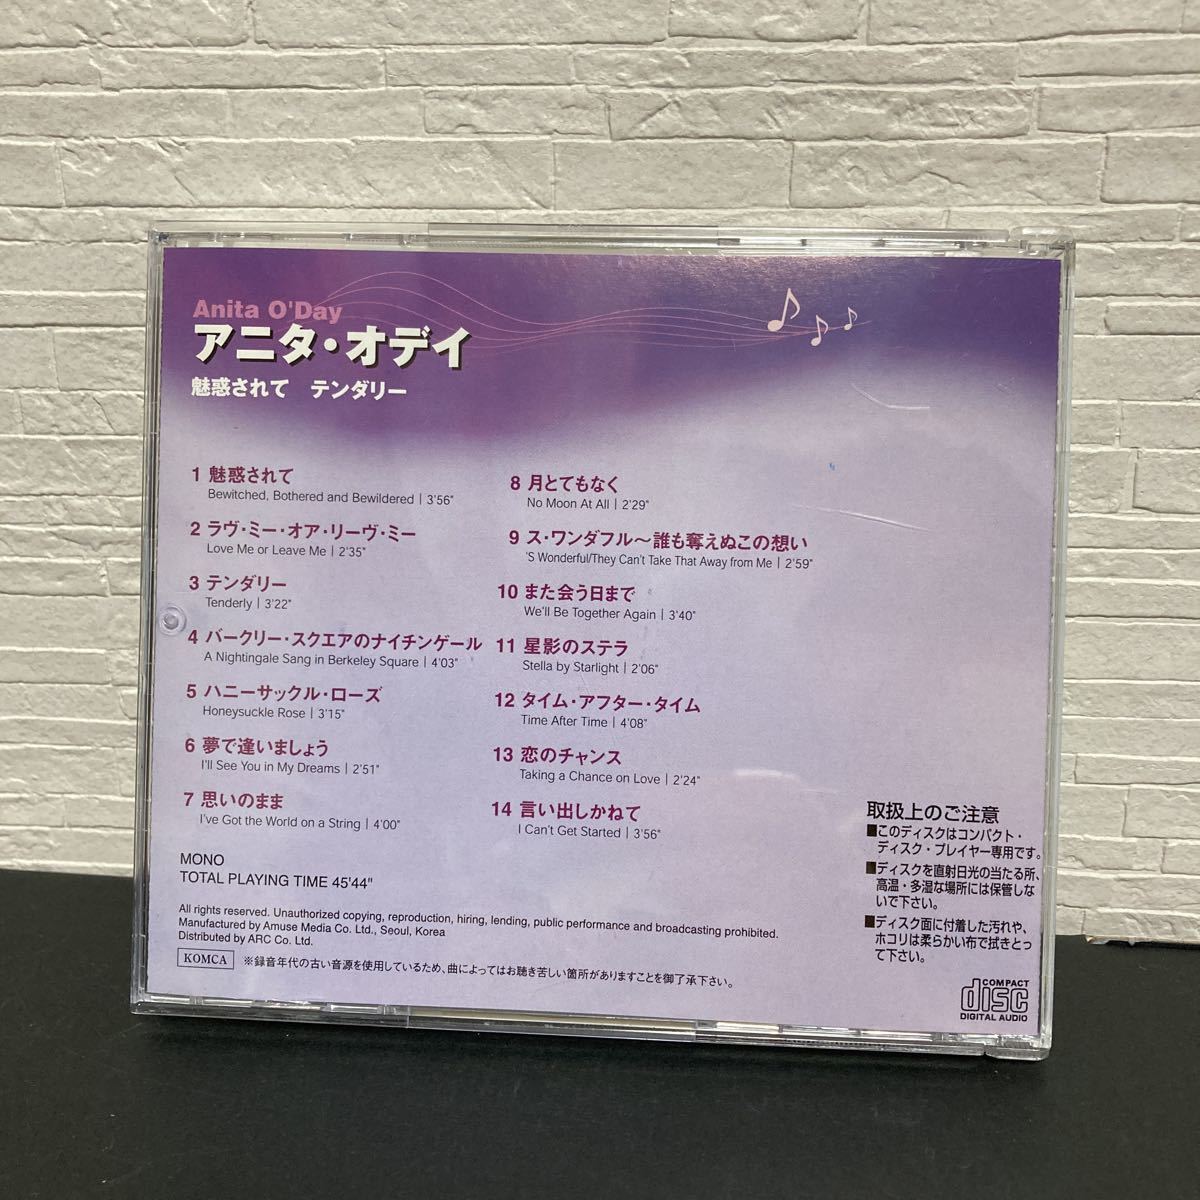 Anita O'Day
アニタ・オデイ
魅惑されて　テンダリー
1 魅惑されて
Bewitched, Bothered and Bewildered | 3'56"
2 ラヴ・ミー・オア・リーヴ・ミー
Love Me or Leave Me | 2'35"
3 テンダリー
Tenderly | 3'22"
4 バークリー・スクエアのナイチンゲール
A Nightingale Sang in Berkeley Square | 4'03"
5 ハニーサックル・ローズ
Honeysuckle Rose | 3'15"
6 夢で逢いましょう
I'll See You in My Dreams | 2'51"
7 思いのまま
I've Got the World on a String | 4'00"
8 月とてもなく
No Moon At All | 2'29"
9 ス・ワンダフル～誰も奪えぬこの想い
'S Wonderful/They Can't Take That Away from Me | 2'59"
10 また会う日まで
We'll Be Together Again | 3'40"
11 星影のステラ
Stella by Starlight | 2'06"
12 タイム・アフター・タイム
Time After Time | 4'08"
13 恋のチャンス
Taking a Chance on Love | 2'24"
14 言い出しかねて
I Can't Get Started | 3'56"
MONO
TOTAL PLAYING TIME 45'44"
All rights reserved. Unauthorized copying, reproduction, hiring, lending, public performance and broadcasting prohibited.
Manufactured by Amuse Media Co. Ltd., Seoul, Korea
Distributed by ARC Co. Ltd.
KOMCA ※録音年代の古い音源を使用しているため、曲によってはお聴き苦しい箇所がありますことを御了承下さい。
取扱上のご注意
■このディスクはコンパクト・
ディスク・プレイヤー専用です。
■ディスクを直射日光の当たる所、
高温・多湿な場所には保管しな
いで下さい。
■ディスク面に付着した汚れや、
ホコリは柔らかい布で拭きとっ
て下さい。
COMPACT
disc
DIGITAL AUDIO